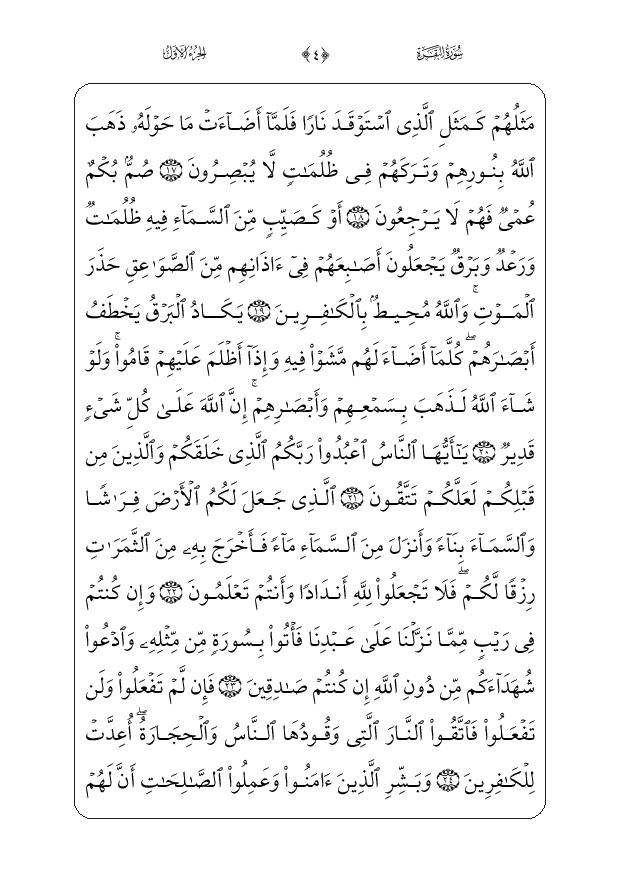 سُورَةُ البَقَرَةِ ﴿٤﴾ الجُزءُ الأَوَّلُ
مَثَلُهُمۡ كَمَثَلِ ٱلَّذِي ٱسۡتَوۡقَدَ نَارٗا فَلَمَّآ أَضَآءَتۡ مَا حَوۡلَهُۥ ذَهَبَ
ٱللَّهُ بِنُورِهِمۡ وَتَرَكَهُمۡ فِي ظُلُمَٰتٖ لَّا يُبۡصِرُونَ ١٧ صُمُّۢ بُكۡمٌ
عُمۡيٞ فَهُمۡ لَا يَرۡجِعُونَ ١٨ أَوۡ كَصَيِّبٖ مِّنَ ٱلسَّمَآءِ فِيهِ ظُلُمَٰتٞ
وَرَعۡدٞ وَبَرۡقٞ يَجۡعَلُونَ أَصَٰبِعَهُمۡ فِيٓ ءَاذَانِهِم مِّنَ ٱلصَّوَٰعِقِ حَذَرَ
ٱلۡمَوۡتِۚ وَٱللَّهُ مُحِيطُۢ بِٱلۡكَٰفِرِينَ ١٩ يَكَادُ ٱلۡبَرۡقُ يَخۡطَفُ
أَبۡصَٰرَهُمۡۖ كُلَّمَآ أَضَآءَ لَهُم مَّشَوۡاْ فِيهِ وَإِذَآ أَظۡلَمَ عَلَيۡهِمۡ قَامُواْۚ وَلَوۡ
شَآءَ ٱللَّهُ لَذَهَبَ بِسَمۡعِهِمۡ وَأَبۡصَٰرِهِمۡۚ إِنَّ ٱللَّهَ عَلَىٰ كُلِّ شَيۡءٖ
قَدِيرٞ ٢٠ يَٰٓأَيُّهَا ٱلنَّاسُ ٱعۡبُدُواْ رَبَّكُمُ ٱلَّذِي خَلَقَكُمۡ وَٱلَّذِينَ مِن
قَبۡلِكُمۡ لَعَلَّكُمۡ تَتَّقُونَ ٢١ ٱلَّذِي جَعَلَ لَكُمُ ٱلۡأَرۡضَ فِرَٰشٗا
وَٱلسَّمَآءَ بِنَآءٗ وَأَنزَلَ مِنَ ٱلسَّمَآءِ مَآءٗ فَأَخۡرَجَ بِهِۦ مِنَ ٱلثَّمَرَٰتِ
رِزۡقٗا لَّكُمۡۖ فَلَا تَجۡعَلُواْ لِلَّهِ أَندَادٗا وَأَنتُمۡ تَعۡلَمُونَ ٢٢ وَإِن كُنتُمۡ
فِي رَيۡبٖ مِّمَّا نَزَّلۡنَا عَلَىٰ عَبۡدِنَا فَأۡتُواْ بِسُورَةٖ مِّن مِّثۡلِهِۦ وَٱدۡعُواْ
شُهَدَآءَكُم مِّن دُونِ ٱللَّهِ إِن كُنتُمۡ صَٰدِقِينَ ٢٣ فَإِن لَّمۡ تَفۡعَلُواْ وَلَن
تَفۡعَلُواْ فَٱتَّقُواْ ٱلنَّارَ ٱلَّتِي وَقُودُهَا ٱلنَّاسُ وَٱلۡحِجَارَةُۖ أُعِدَّتۡ
لِلۡكَٰفِرِينَ ٢٤ وَبَشِّرِ ٱلَّذِينَ ءَامَنُواْ وَعَمِلُواْ ٱلصَّٰلِحَٰتِ أَنَّ لَهُمۡ